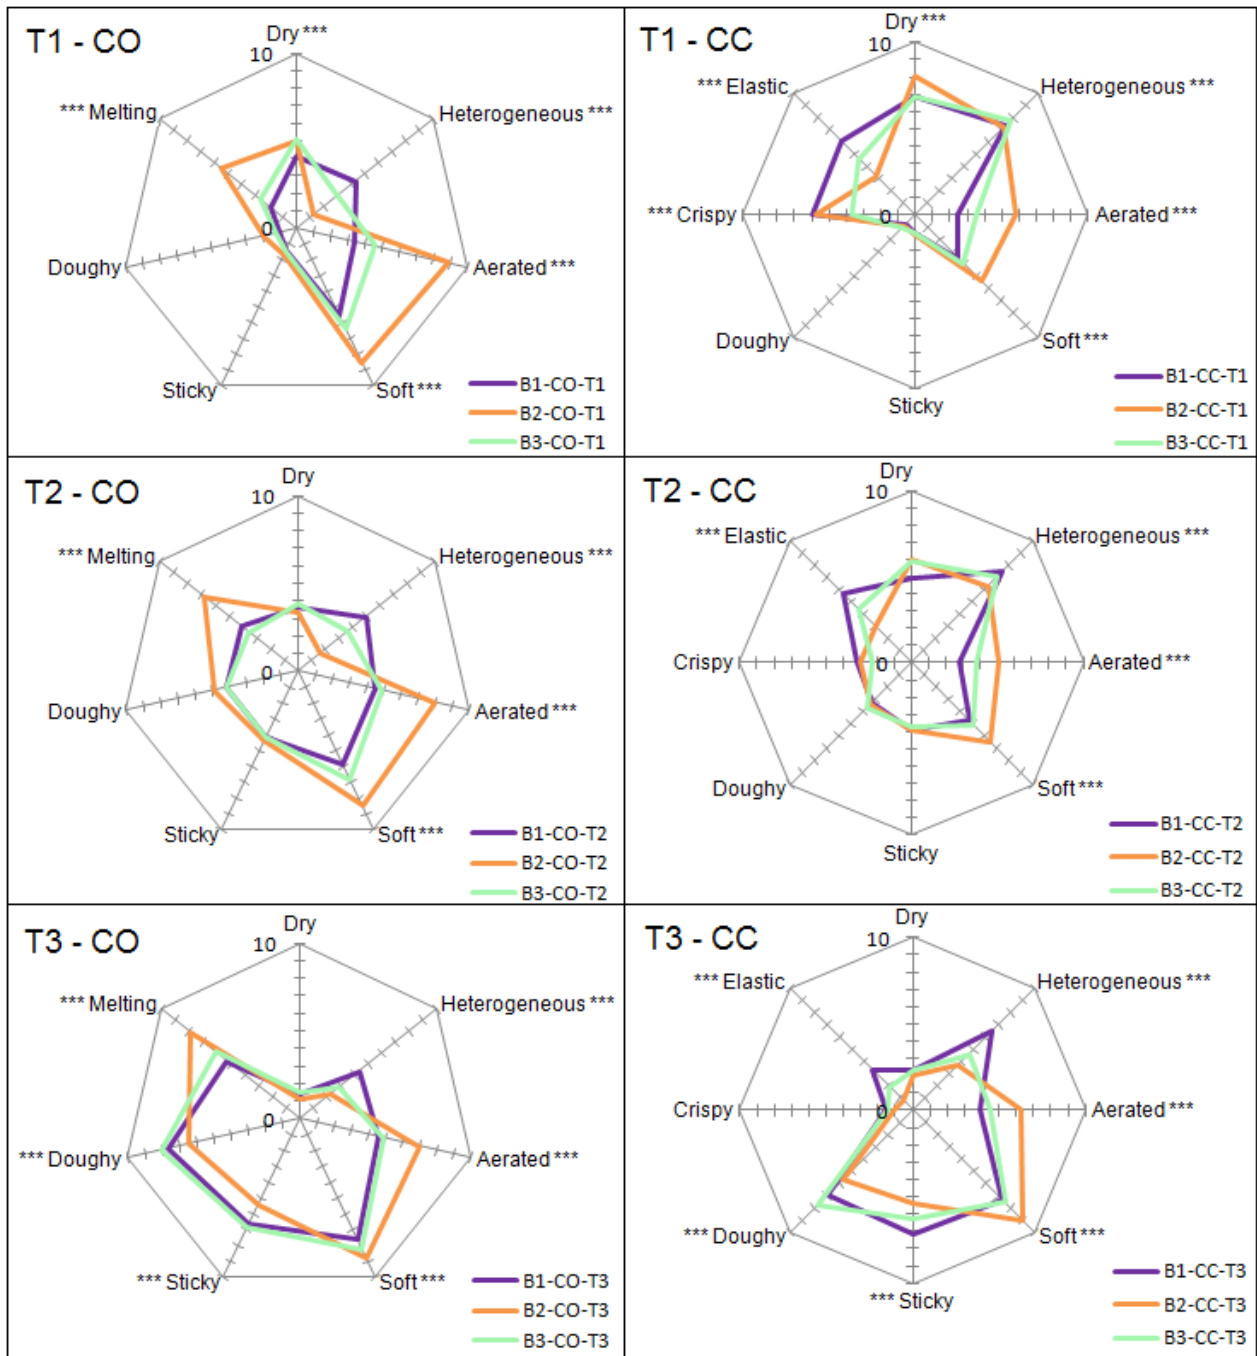 T1 - CO
Dry ***
10
*** Melting
Heterogeneous ***
0
Doughy
Aerated ***
Sticky
Soft ***
B1-CO-T1
B2-CO-T1
B3-CO-T1
T1 - CC
Dry ***
10
*** Elastic
Heterogeneous ***
*** Crispy
0
Aerated ***
Doughy
Soft ***
Sticky
B1-CC-T1
B2-CC-T1
B3-CC-T1
T2 - CO
Dry
10
*** Melting
Heterogeneous ***
0
Doughy
Aerated ***
Sticky
Soft ***
B1-CO-T2
B2-CO-T2
B3-CO-T2
T2 - CC
Dry
10
*** Elastic
Heterogeneous ***
Crispy
0
Aerated ***
Doughy
Soft ***
Sticky
B1-CC-T2
B2-CC-T2
B3-CC-T2
T3 - CO
Dry
10
*** Melting
Heterogeneous ***
0
*** Doughy
Aerated ***
*** Sticky
Soft ***
B1-CO-T3
B2-CO-T3
B3-CO-T3
T3 - CC
Dry
10
*** Elastic
Heterogeneous ***
Crispy
0
Aerated ***
*** Doughy
Soft ***
*** Sticky
B1-CC-T3
B2-CC-T3
B3-CC-T3